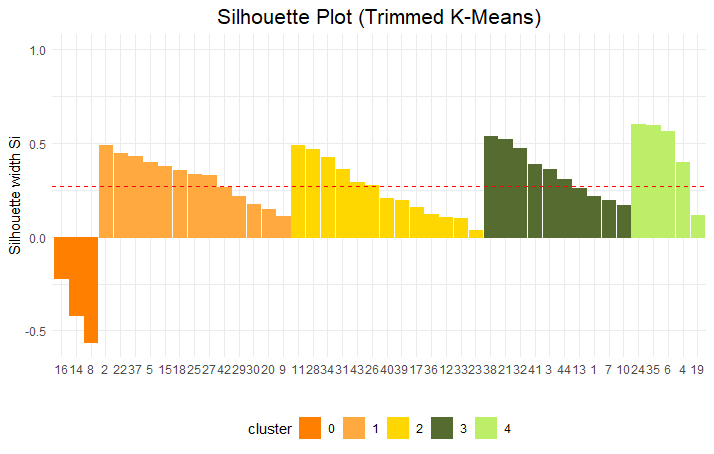 Silhouette Plot (Trimmed K-Means)
1.0
0.5
0.0
-0.5
Silhouette width Si
16 14 8 2 22 37 5 15 18 25 27 42 29 30 20 9 11 28 34 31 43 26 40 39 17 36 12 33 23 38 21 32 41 3 44 13 1 7 10 24 35 6 4 19
cluster 0 1 2 3 4